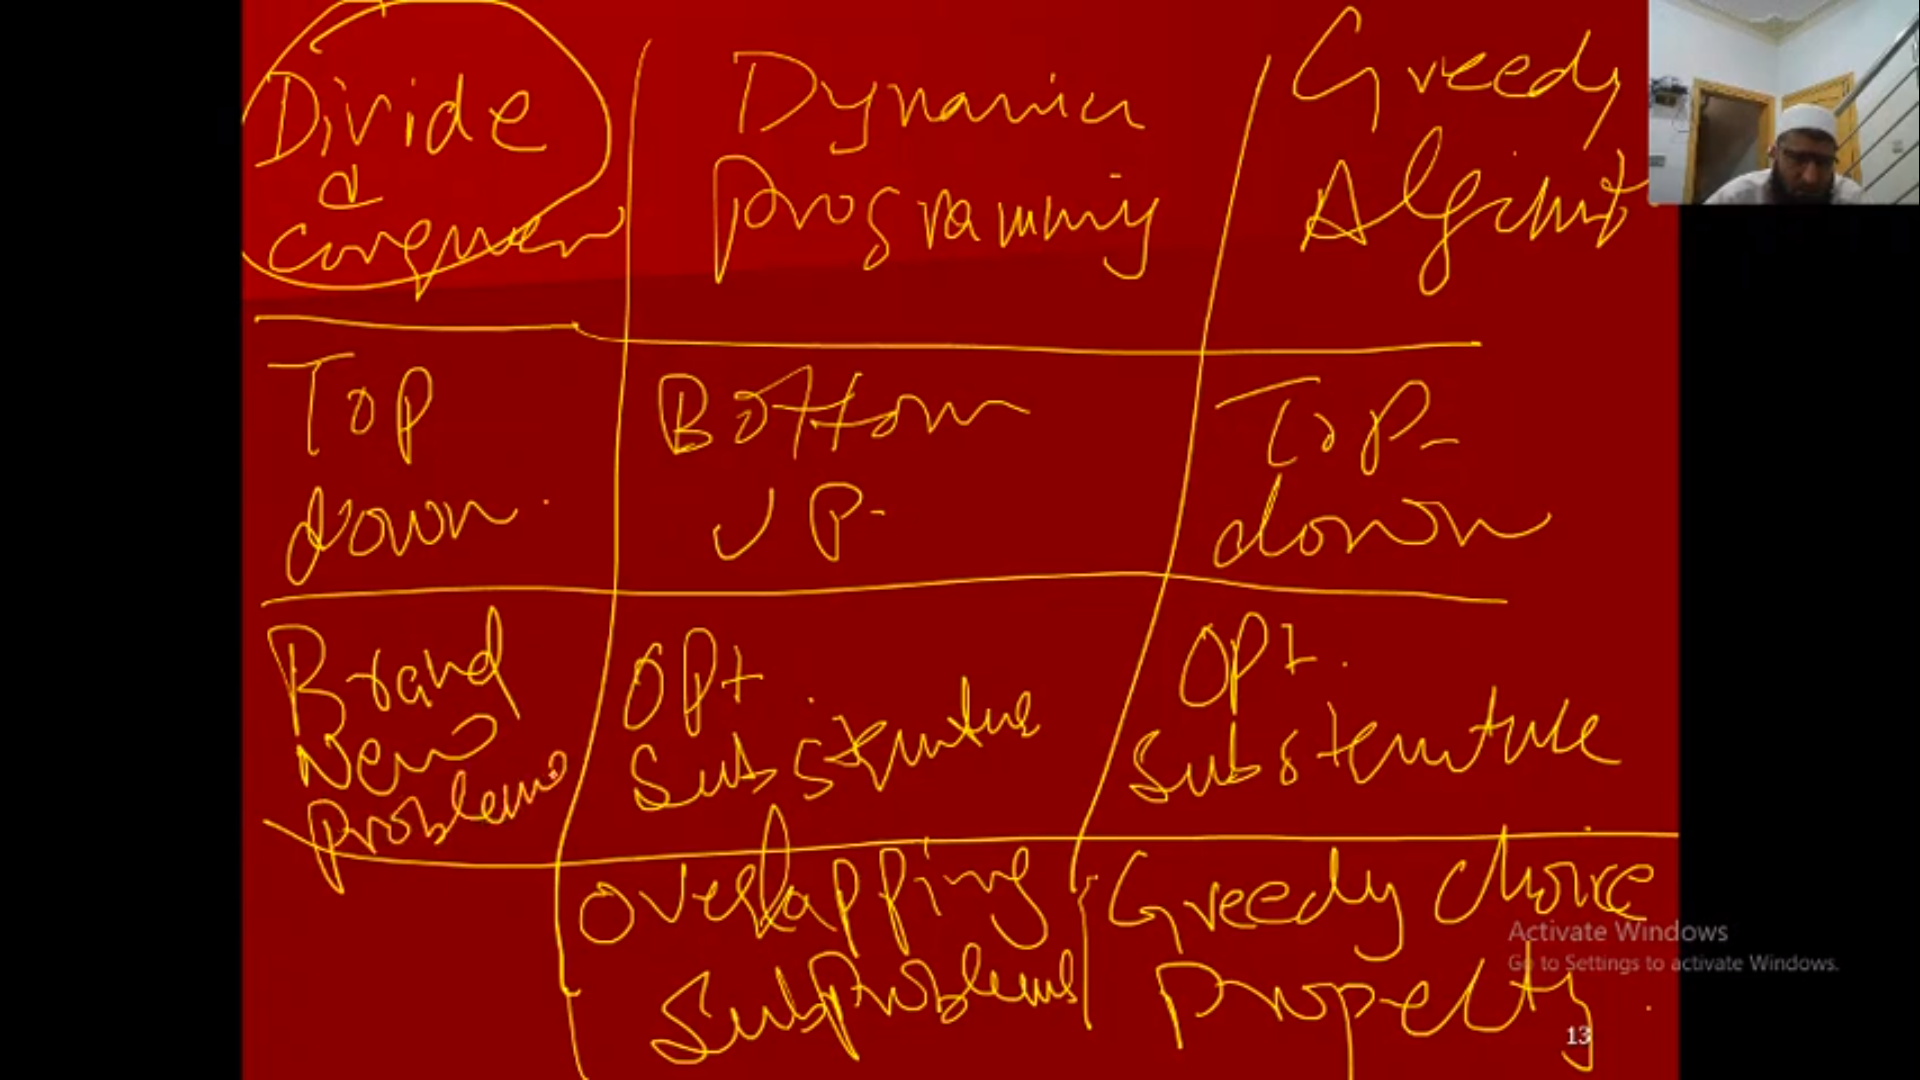 Divide
&
conquer
Dynamic
Programming
Greedy
Algorithm
Top
down.
Bottom
UP-
Top-
down
Brand
New
Problems
Opt
Substructure
Opt.
Substructure
Overlapping
Subproblems
Greedy choice
Property
Activate Windows
Go to Settings to activate Windows.
13